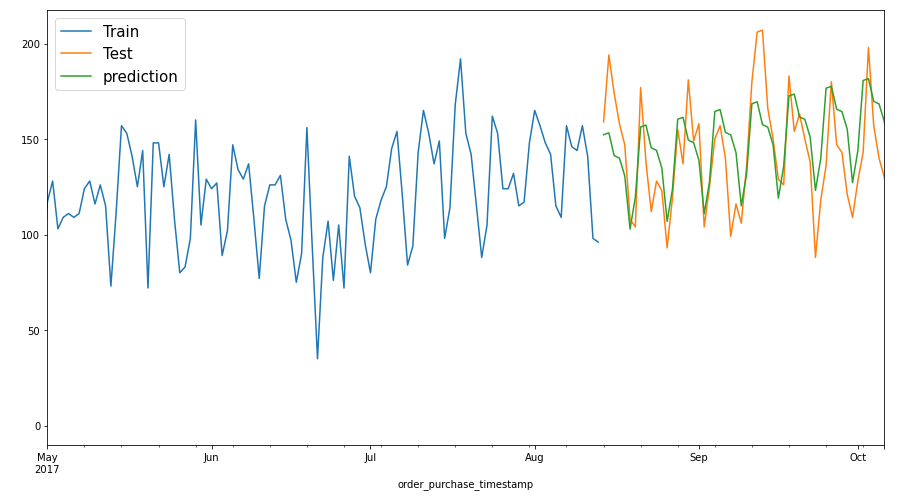 Train
Test
prediction
200
150
100
50
0
May Jun Jul Aug Sep Oct
2017
order_purchase_timestamp